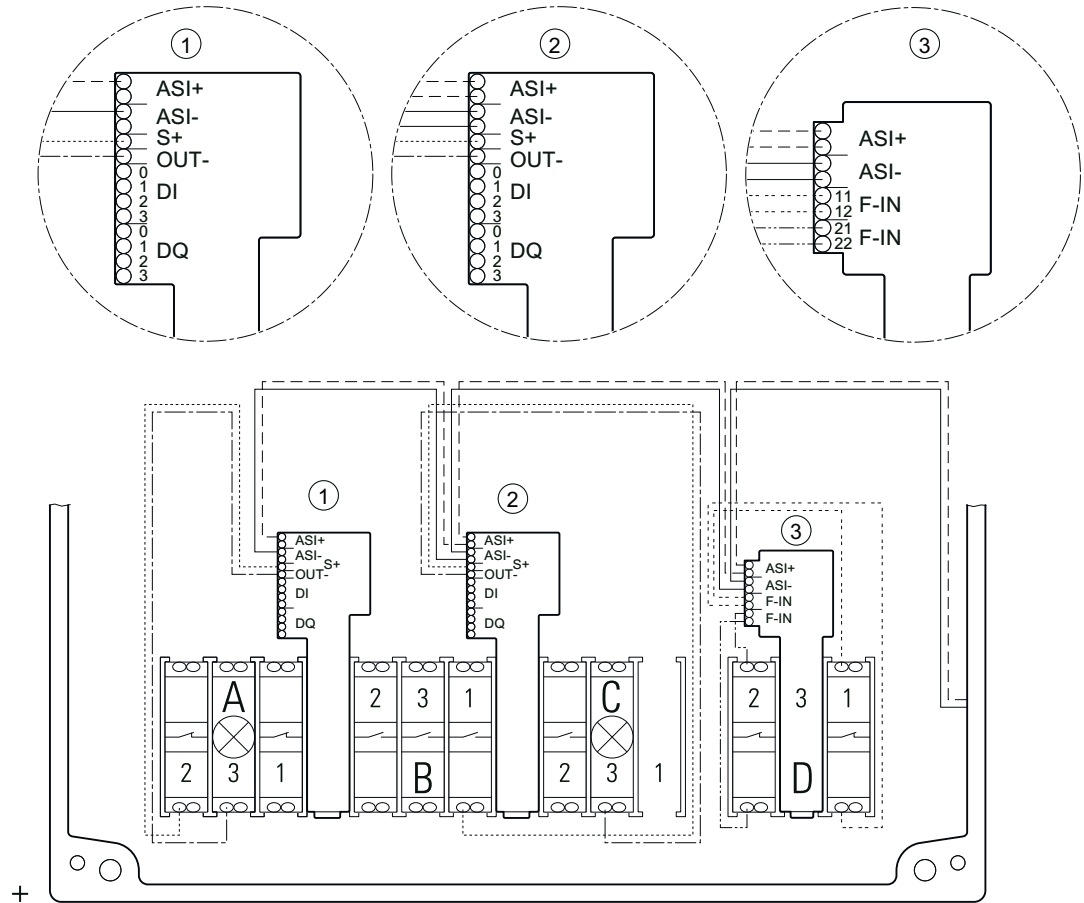 1
ASI+
ASI-
S+
OUT-
0
1 DI
2
3
0
1 DQ
2
3
2
ASI+
ASI-
S+
OUT-
0
1 DI
2
3
0
1 DQ
2
3
3
ASI+
ASI-
11 F-IN
12
21 F-IN
22
1
ASI+
ASI- S+
OUT-
DI
DQ
2
ASI+
ASI- S+
OUT-
DI
DQ
3
ASI+
ASI-
F-IN
F-IN
A
2 3 1
2 3 1
B
C
2 3 1
2 3 1
D
+